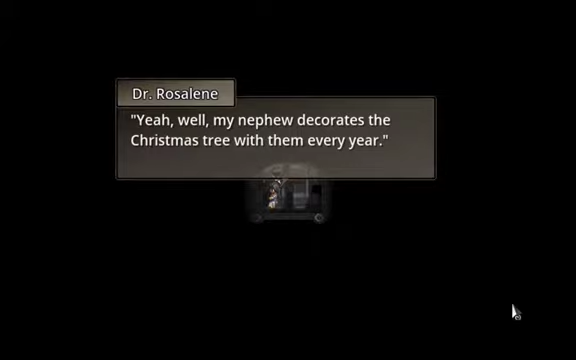 Dr. Rosalene
"Yeah, well, my nephew decorates the
Christmas tree with them every year."